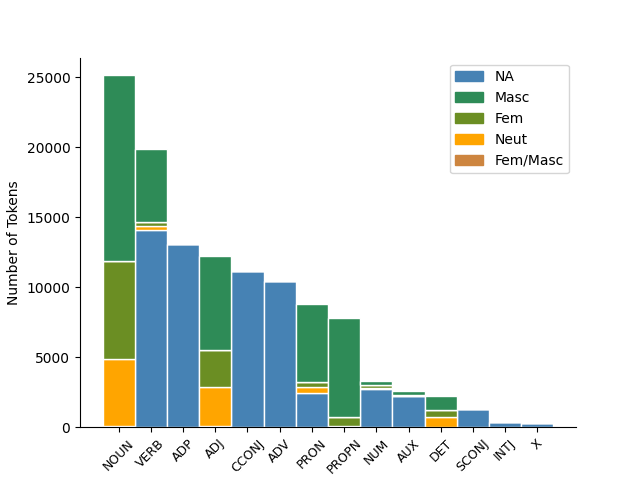 NA
Masc
Fem
Neut
Fem/Masc
25000
20000
15000
10000
5000
0
Number of Tokens
NOUN
VERB
ADP
ADJ
CCONJ
ADV
PRON
PROPN
NUM
AUX
DET
SCONJ
INTJ
X